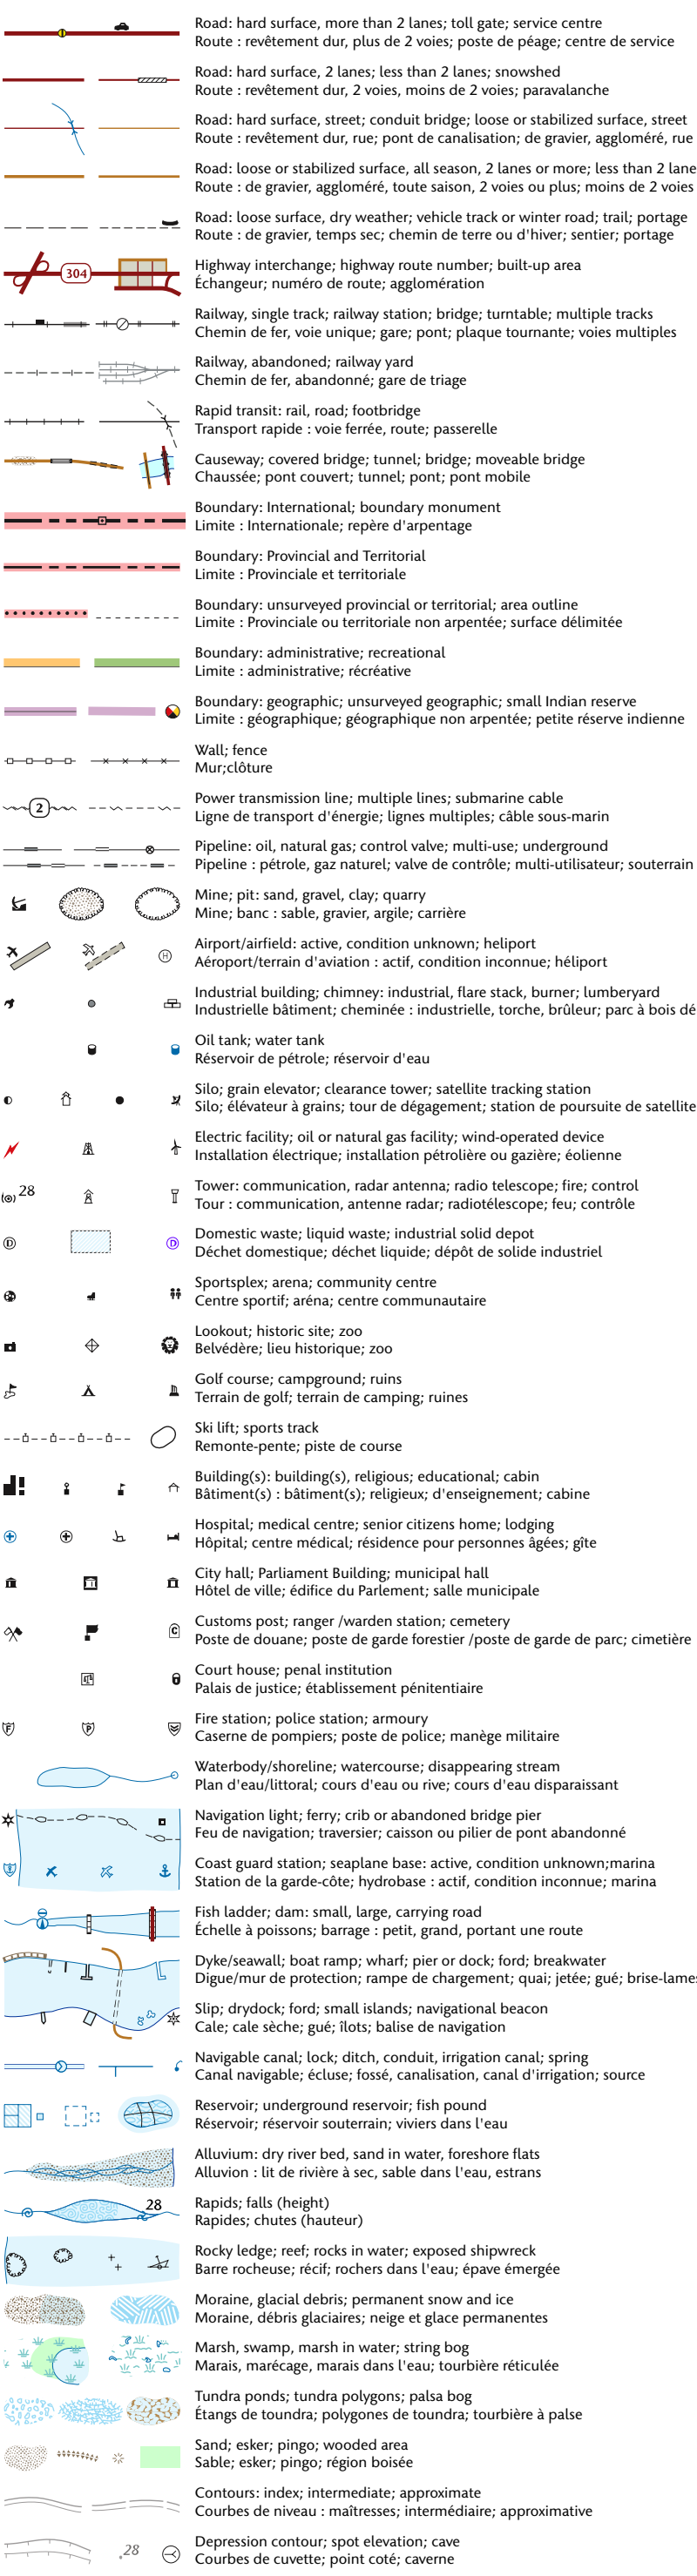 Road: hard surface, more than 2 lanes; toll gate; service centre
Route : revêtement dur, plus de 2 voies; poste de péage; centre de service
Road: hard surface, 2 lanes; less than 2 lanes; snowshed
Route : revêtement dur, 2 voies, moins de 2 voies; paravalanche
Road: hard surface, street; conduit bridge; loose or stabilized surface, street
Route : revêtement dur, rue; pont de canalisation; de gravier, aggloméré, rue
Road: loose or stabilized surface, all season, 2 lanes or more; less than 2 lane
Route : de gravier, aggloméré, toute saison, 2 voies ou plus; moins de 2 voies
Road: loose surface, dry weather; vehicle track or winter road; trail; portage
Route : de gravier, temps sec; chemin de terre ou d'hiver; sentier; portage
304
Highway interchange; highway route number; built-up area
Échangeur; numéro de route; agglomération
Railway, single track; railway station; bridge; turntable; multiple tracks
Chemin de fer, voie unique; gare; pont; plaque tournante; voies multiples
Railway, abandoned; railway yard
Chemin de fer, abandonné; gare de triage
Rapid transit: rail, road; footbridge
Transport rapide : voie ferrée, route; passerelle
Causeway; covered bridge; tunnel; bridge; moveable bridge
Chaussée; pont couvert; tunnel; pont; pont mobile
Boundary: International; boundary monument
Limite : Internationale; repère d'arpentage
Boundary: Provincial and Territorial
Limite : Provinciale et territoriale
Boundary: unsurveyed provincial or territorial; area outline
Limite : Provinciale ou territoriale non arpentée; surface délimitée
Boundary: administrative; recreational
Limite : administrative; récréative
Boundary: geographic; unsurveyed geographic; small Indian reserve
Limite : géographique; géographique non arpentée; petite réserve indienne
Wall; fence
Mur;clôture
2
Power transmission line; multiple lines; submarine cable
Ligne de transport d'énergie; lignes multiples; câble sous-marin
Pipeline: oil, natural gas; control valve; multi-use; underground
Pipeline : pétrole, gaz naturel; valve de contrôle; multi-utilisateur; souterrain
Mine; pit: sand, gravel, clay; quarry
Mine; banc : sable, gravier, argile; carrière
H
Airport/airfield: active, condition unknown; heliport
Aéroport/terrain d'aviation : actif, condition inconnue; héliport
Industrial building; chimney: industrial, flare stack, burner; lumberyard
Industrielle bâtiment; cheminée : industrielle, torche, brûleur; parc à bois dé
Oil tank; water tank
Réservoir de pétrole; réservoir d'eau
Silo; grain elevator; clearance tower; satellite tracking station
Silo; élévateur à grains; tour de dégagement; station de poursuite de satellite
Electric facility; oil or natural gas facility; wind-operated device
Installation électrique; installation pétrolière ou gazière; éolienne
28
Tower: communication, radar antenna; radio telescope; fire; control
Tour : communication, antenne radar; radiotélescope; feu; contrôle
D D
Domestic waste; liquid waste; industrial solid depot
Déchet domestique; déchet liquide; dépôt de solide industriel
Sportsplex; arena; community centre
Centre sportif; aréna; centre communautaire
Lookout; historic site; zoo
Belvédère; lieu historique; zoo
Golf course; campground; ruins
Terrain de golf; terrain de camping; ruines
Ski lift; sports track
Remonte-pente; piste de course
Building(s): building(s), religious; educational; cabin
Bâtiment(s) : bâtiment(s); religieux; d'enseignement; cabine
Hospital; medical centre; senior citizens home; lodging
Hôpital; centre médical; résidence pour personnes âgées; gîte
City hall; Parliament Building; municipal hall
Hôtel de ville; édifice du Parlement; salle municipale
C
Customs post; ranger /warden station; cemetery
Poste de douane; poste de garde forestier /poste de garde de parc; cimetière
Court house; penal institution
Palais de justice; établissement pénitentiaire
F P
Fire station; police station; armoury
Caserne de pompiers; poste de police; manège militaire
Waterbody/shoreline; watercourse; disappearing stream
Plan d'eau/littoral; cours d'eau ou rive; cours d'eau disparaissant
Navigation light; ferry; crib or abandoned bridge pier
Feu de navigation; traversier; caisson ou pilier de pont abandonné
Coast guard station; seaplane base: active, condition unknown;marina
Station de la garde-côte; hydrobase : actif, condition inconnue; marina
Fish ladder; dam: small, large, carrying road
Échelle à poissons; barrage : petit, grand, portant une route
Dyke/seawall; boat ramp; wharf; pier or dock; ford; breakwater
Digue/mur de protection; rampe de chargement; quai; jetée; gué; brise-lames
Slip; drydock; ford; small islands; navigational beacon
Cale; cale sèche; gué; îlots; balise de navigation
Navigable canal; lock; ditch, conduit, irrigation canal; spring
Canal navigable; écluse; fossé, canalisation, canal d'irrigation; source
Reservoir; underground reservoir; fish pound
Réservoir; réservoir souterrain; viviers dans l'eau
Alluvium: dry river bed, sand in water, foreshore flats
Alluvion : lit de rivière à sec, sable dans l'eau, estrans
28
Rapids; falls (height)
Rapides; chutes (hauteur)
Rocky ledge; reef; rocks in water; exposed shipwreck
Barre rocheuse; récif; rochers dans l'eau; épave émergée
Moraine, glacial debris; permanent snow and ice
Moraine, débris glaciaires; neige et glace permanentes
Marsh, swamp, marsh in water; string bog
Marais, marécage, marais dans l'eau; tourbière réticulée
Tundra ponds; tundra polygons; palsa bog
Étangs de toundra; polygones de toundra; tourbière à palse
Sand; esker; pingo; wooded area
Sable; esker; pingo; région boisée
Contours: index; intermediate; approximate
Courbes de niveau : maîtresses; intermédiaire; approximative
.28
Depression contour; spot elevation; cave
Courbes de cuvette; point coté; caverne